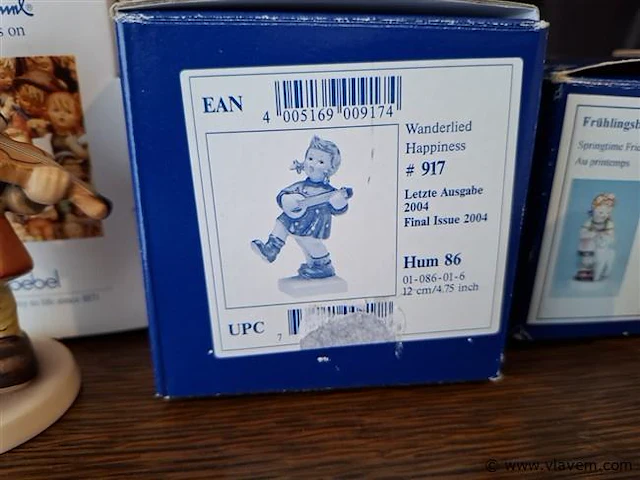 s on
EAN
4 005169 009174
Wanderlied
Happiness
# 917
Letzte Ausgabe
2004
Final Issue 2004
Hum 86
01-086-01-6
12 cm/4.75 inch
UPC
7
Springtime
Au printemps
© www.vlavem.com